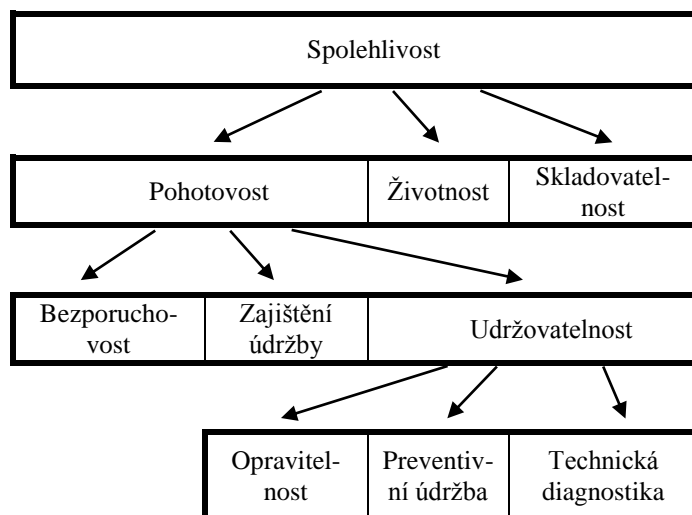 Spolehlivost
Pohotovost
Životnost
Skladovatel-
nost
Bezporucho-
vost
Zajištění
údržby
Udržovatelnost
Opravitel-
nost
Preventiv-
ní údržba
Technická
diagnostika